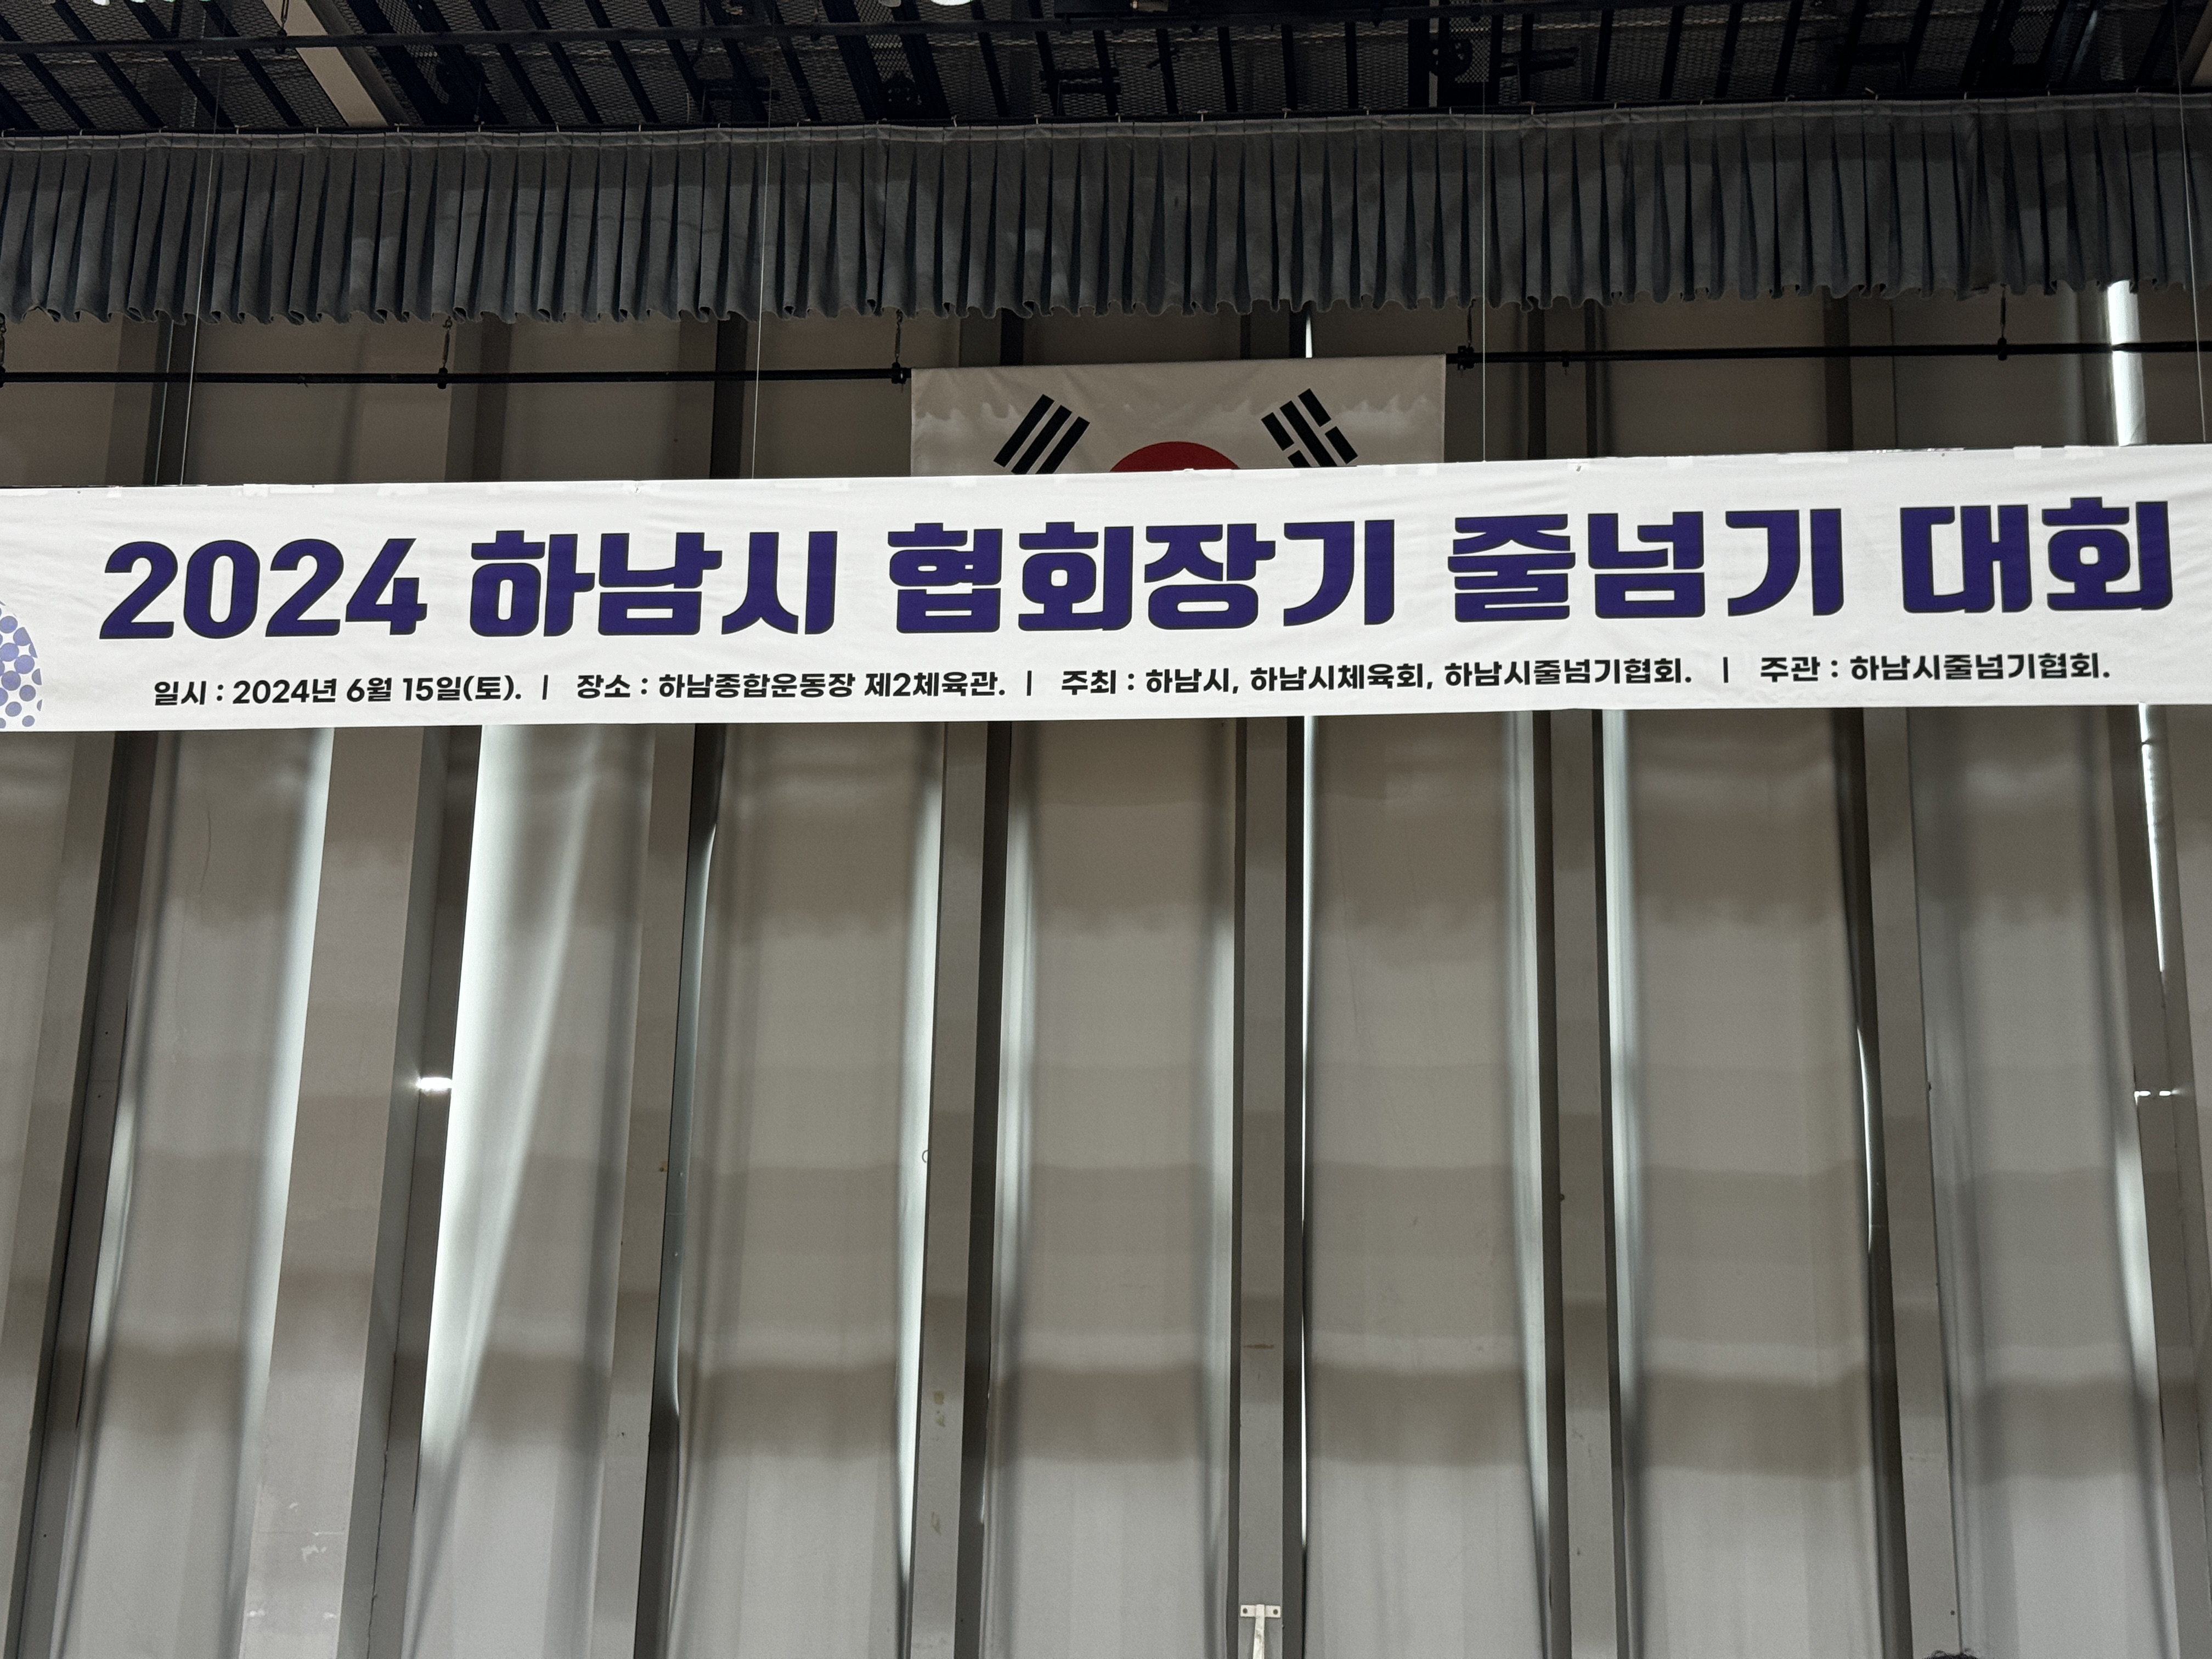 2024 하남시 협회장기 줄넘기 대회
일시 : 2024년 6월 15일(토). | 장소 : 하남종합운동장 제2체육관. | 주최 : 하남시, 하남시체육회, 하남시줄넘기협회. | 주관 : 하남시줄넘기협회.